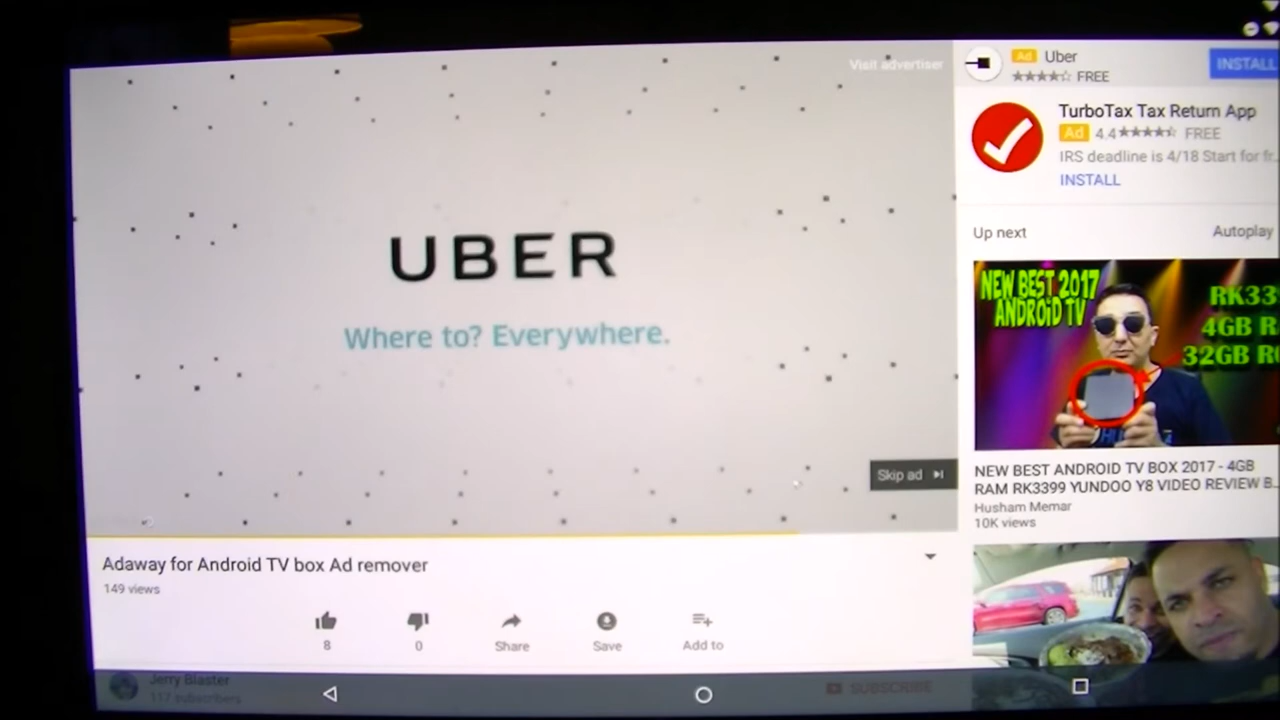 Visit advertiser
UBER
Where to? Everywhere.
Skip ad
Adaway for Android TV box Ad remover
149 views
8
0
Share
Save
Add to
Jerry Blaster
117 subscribers
SUBSCRIBE
Ad Uber
FREE
INSTALL
TurboTax Tax Return App
Ad 4.4 FREE
IRS deadline is 4/18 Start for fr..
INSTALL
Up next
Autoplay
NEW BEST 2017
ANDROiD TV
RK33
4GB R
32GB R
NEW BEST ANDROID TV BOX 2017 - 4GB
RAM RK3399 YUNDOO Y8 VIDEO REVIEW B...
Husham Memar
10K views